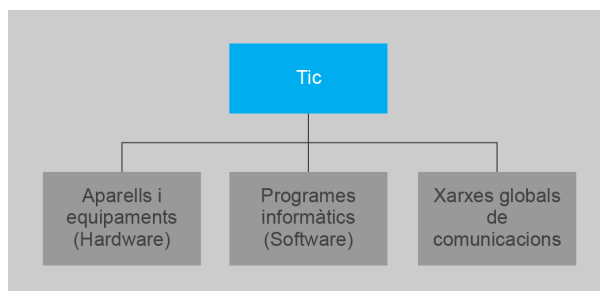 Tic
Aparells i
equipaments
(Hardware)
Programes
informàtics
(Software)
Xarxes globals
de
comunicacions